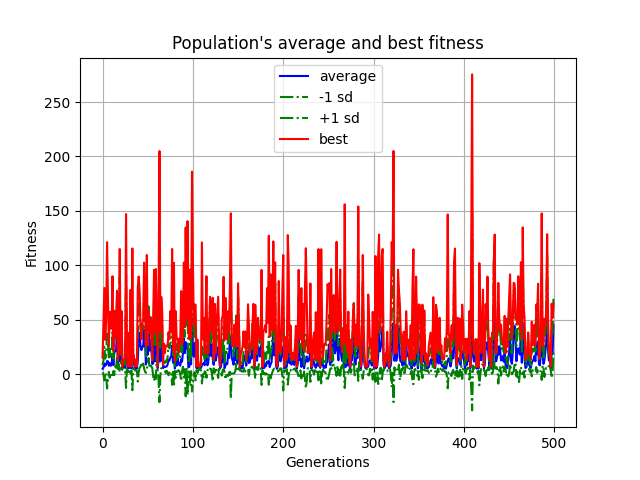 Population's average and best fitness
average
-1 sd
+1 sd
best
Fitness
250
200
150
100
50
0
0 100 200 300 400 500
Generations